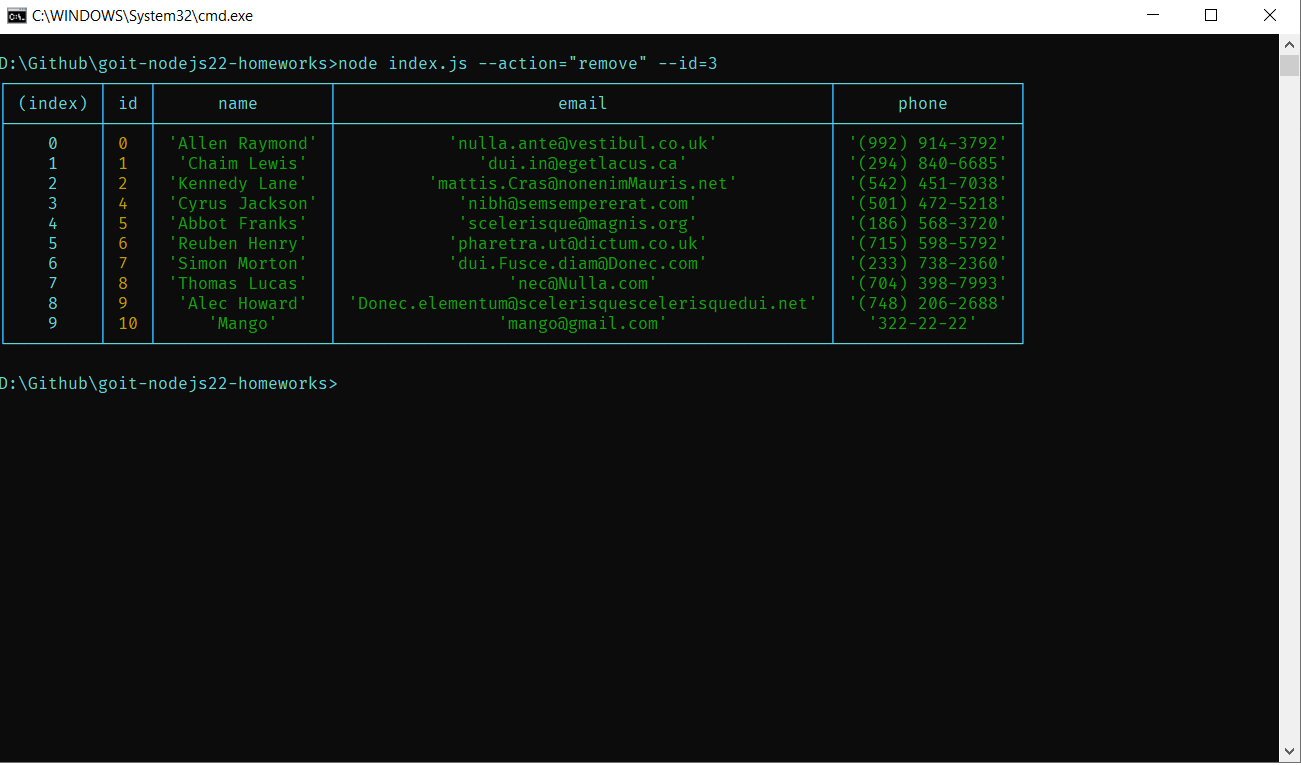 C:\WINDOWS\System32\cmd.exe
D:\Github\goit-nodejs22-homeworks>node index.js --action="remove" --id=3
(index) id name email phone
0 0 'Allen Raymond' 'nulla.ante@vestibul.co.uk' '(992) 914-3792'
1 1 'Chaim Lewis' 'dui.in@egetlacus.ca' '(294) 840-6685'
2 2 'Kennedy Lane' 'mattis.Cras@nonenimMauris.net' '(542) 451-7038'
3 4 'Cyrus Jackson' 'nibh@semsempererat.com' '(501) 472-5218'
4 5 'Abbot Franks' 'scelerisque@magnis.org' '(186) 568-3720'
5 6 'Reuben Henry' 'pharetra.ut@dictum.co.uk' '(715) 598-5792'
6 7 'Simon Morton' 'dui.Fusce.diam@Donec.com' '(233) 738-2360'
7 8 'Thomas Lucas' 'nec@Nulla.com' '(704) 398-7993'
8 9 'Alec Howard' 'Donec.elementum@scelerisquescelerisquedui.net' '(748) 206-2688'
9 10 'Mango' 'mango@gmail.com' '322-22-22'
D:\Github\goit-nodejs22-homeworks>